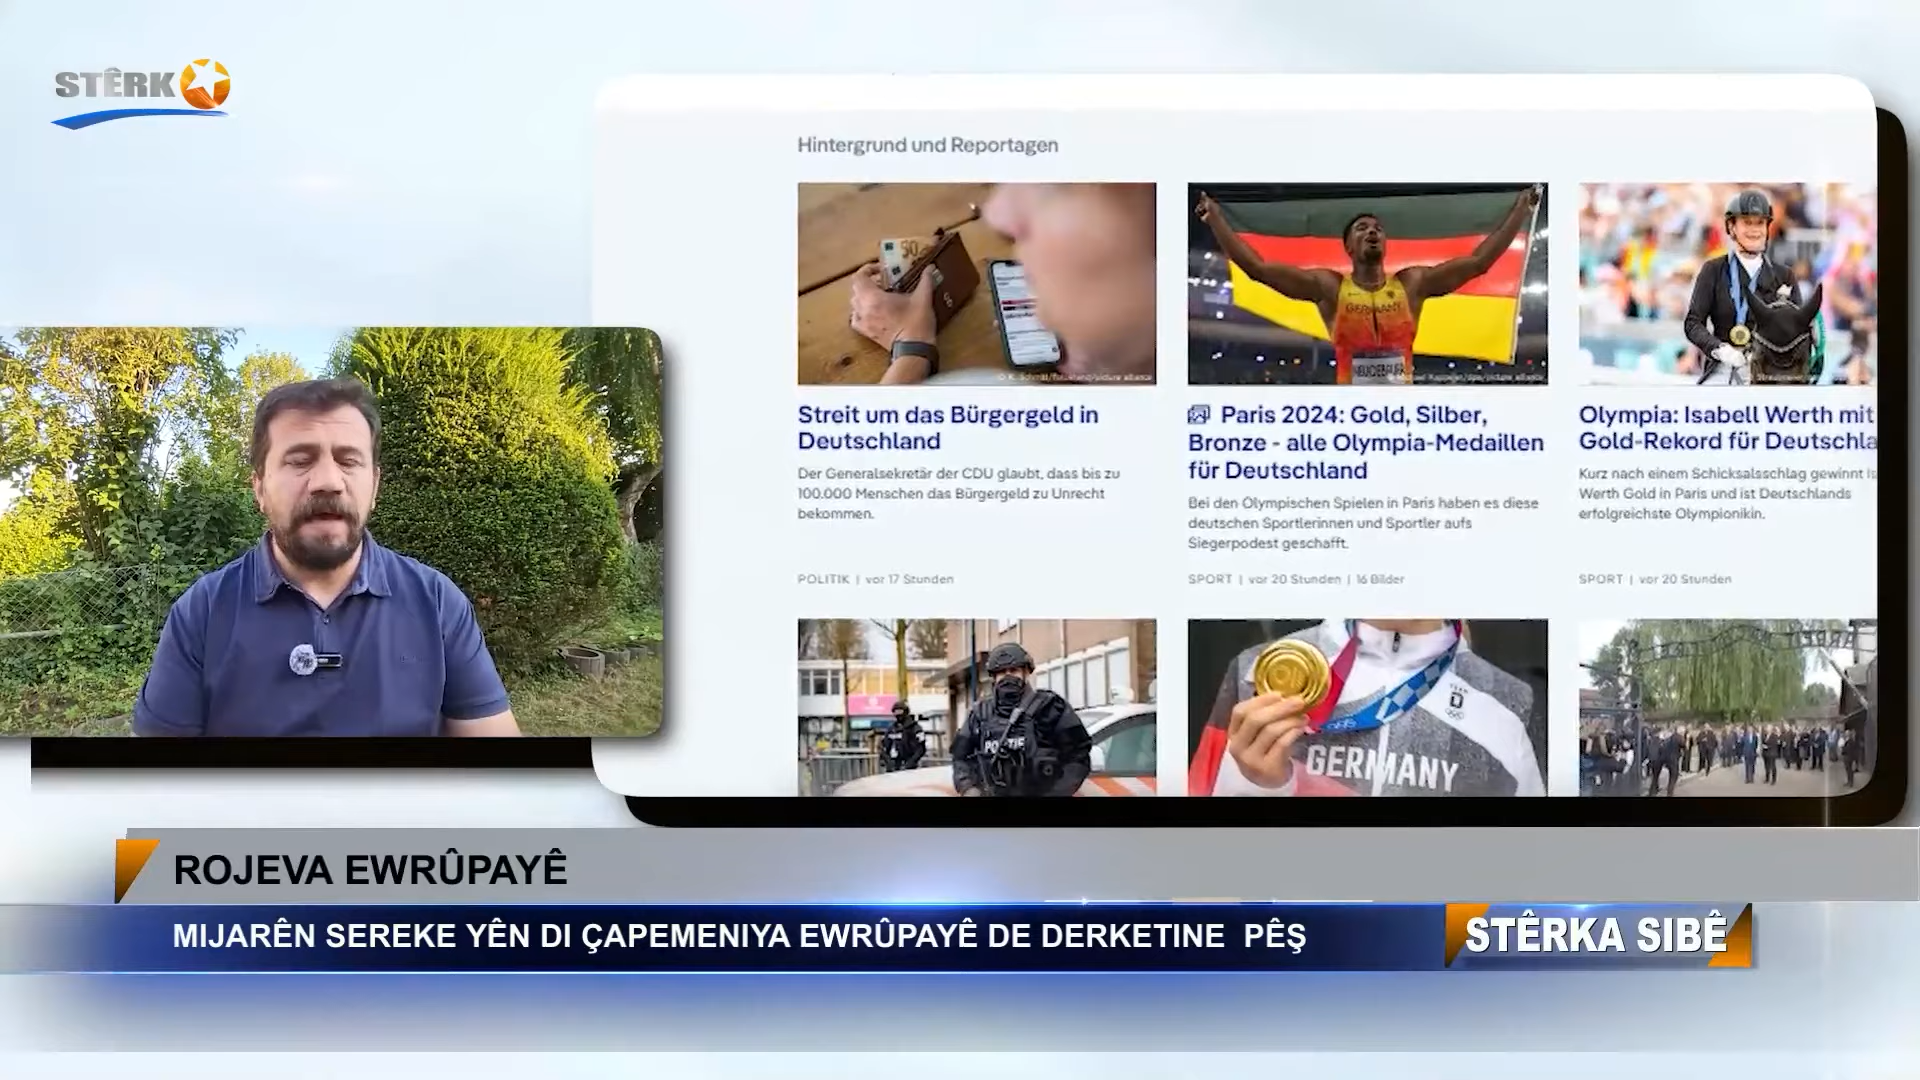 STÊRK
Hintergrund und Reportagen
Streit um das Bürgergeld in
Deutschland
Der Generalsekretär der CDU glaubt, dass bis zu
100.000 Menschen das Bürgergeld zu Unrecht
bekommen.
POLITIK | vor 17 Stunden
GERMANY
Paris 2024: Gold, Silber,
Bronze - alle Olympia-Medaillen
für Deutschland
Bei den Olympischen Spielen in Paris haben es diese
deutschen Sportlerinnen und Sportler aufs
Siegerpodest geschafft.
SPORT | vor 20 Stunden | 16 Bilder
Olympia: Isabell Werth mit
Gold-Rekord für Deutschla
Kurz nach einem Schicksalsschlag gewinnt Is
Werth Gold in Paris und ist Deutschlands
erfolgreichste Olympionikin.
SPORT | vor 20 Stunden
50
POLITIE
GERMANY
ROJEVA EWRÛPAYÊ
MIJARÊN SEREKE YÊN DI ÇAPEMENIYA EWRÛPAYÊ DE DERKETINE PÊŞ
STÊRKA SIBÊ